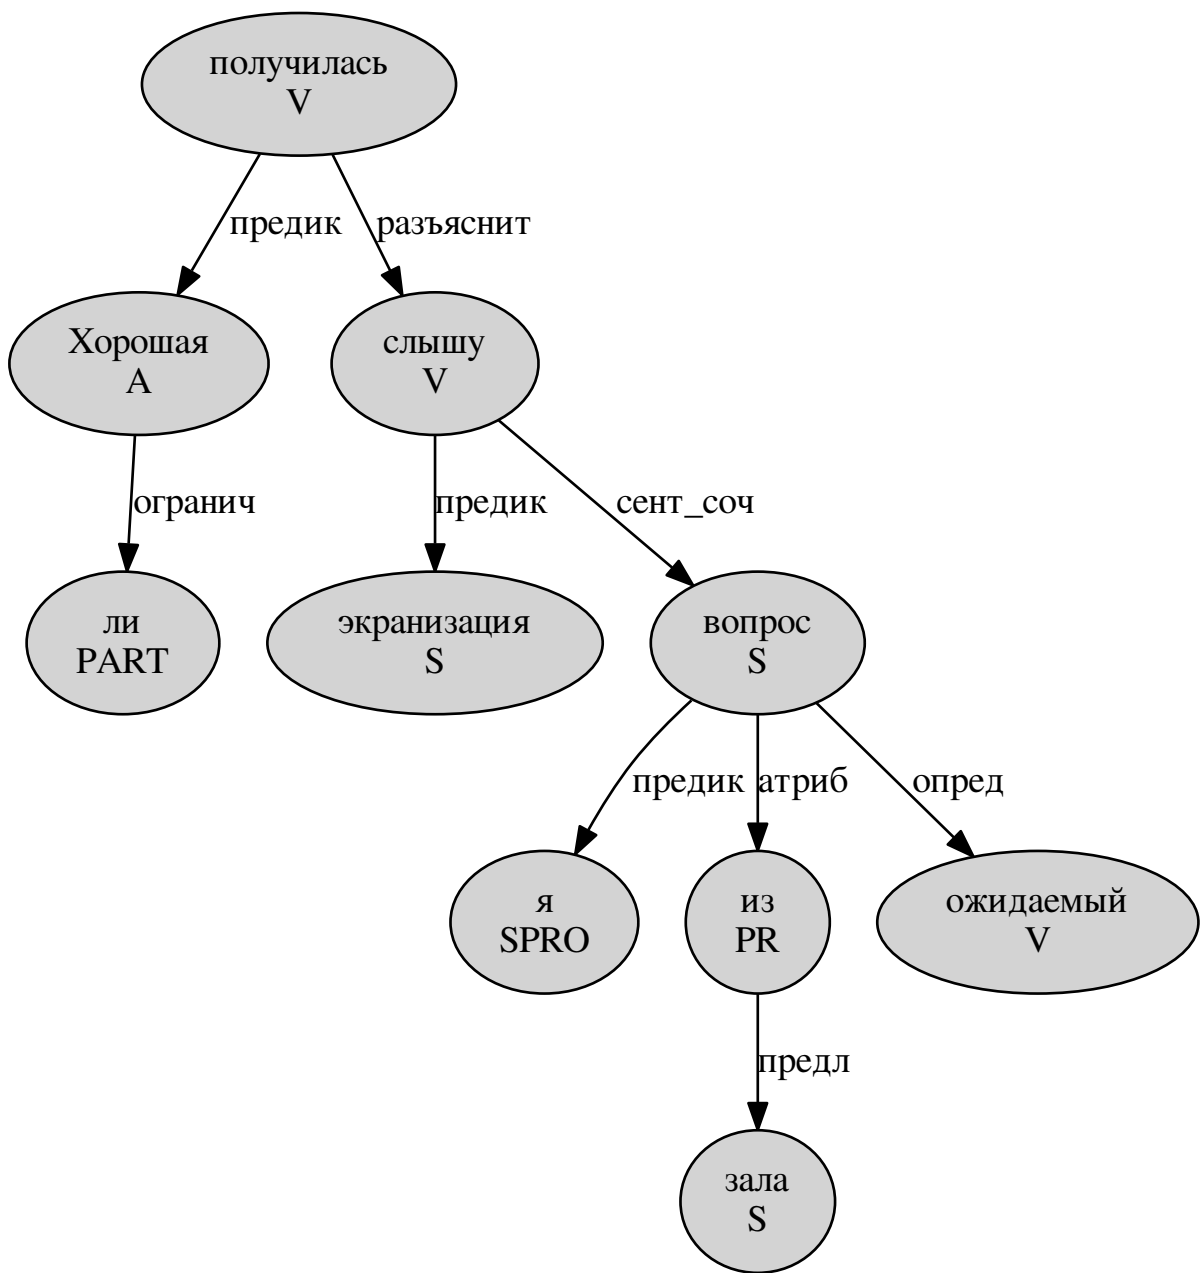 получилась
V
предик
разъяснит
Хорошая
A
слышу
V
огранич
предик
сент_соч
ли
PART
экранизация
S
вопрос
S
предик
атриб
опред
я
SPRO
из
PR
ожидаемый
V
предл
зала
S